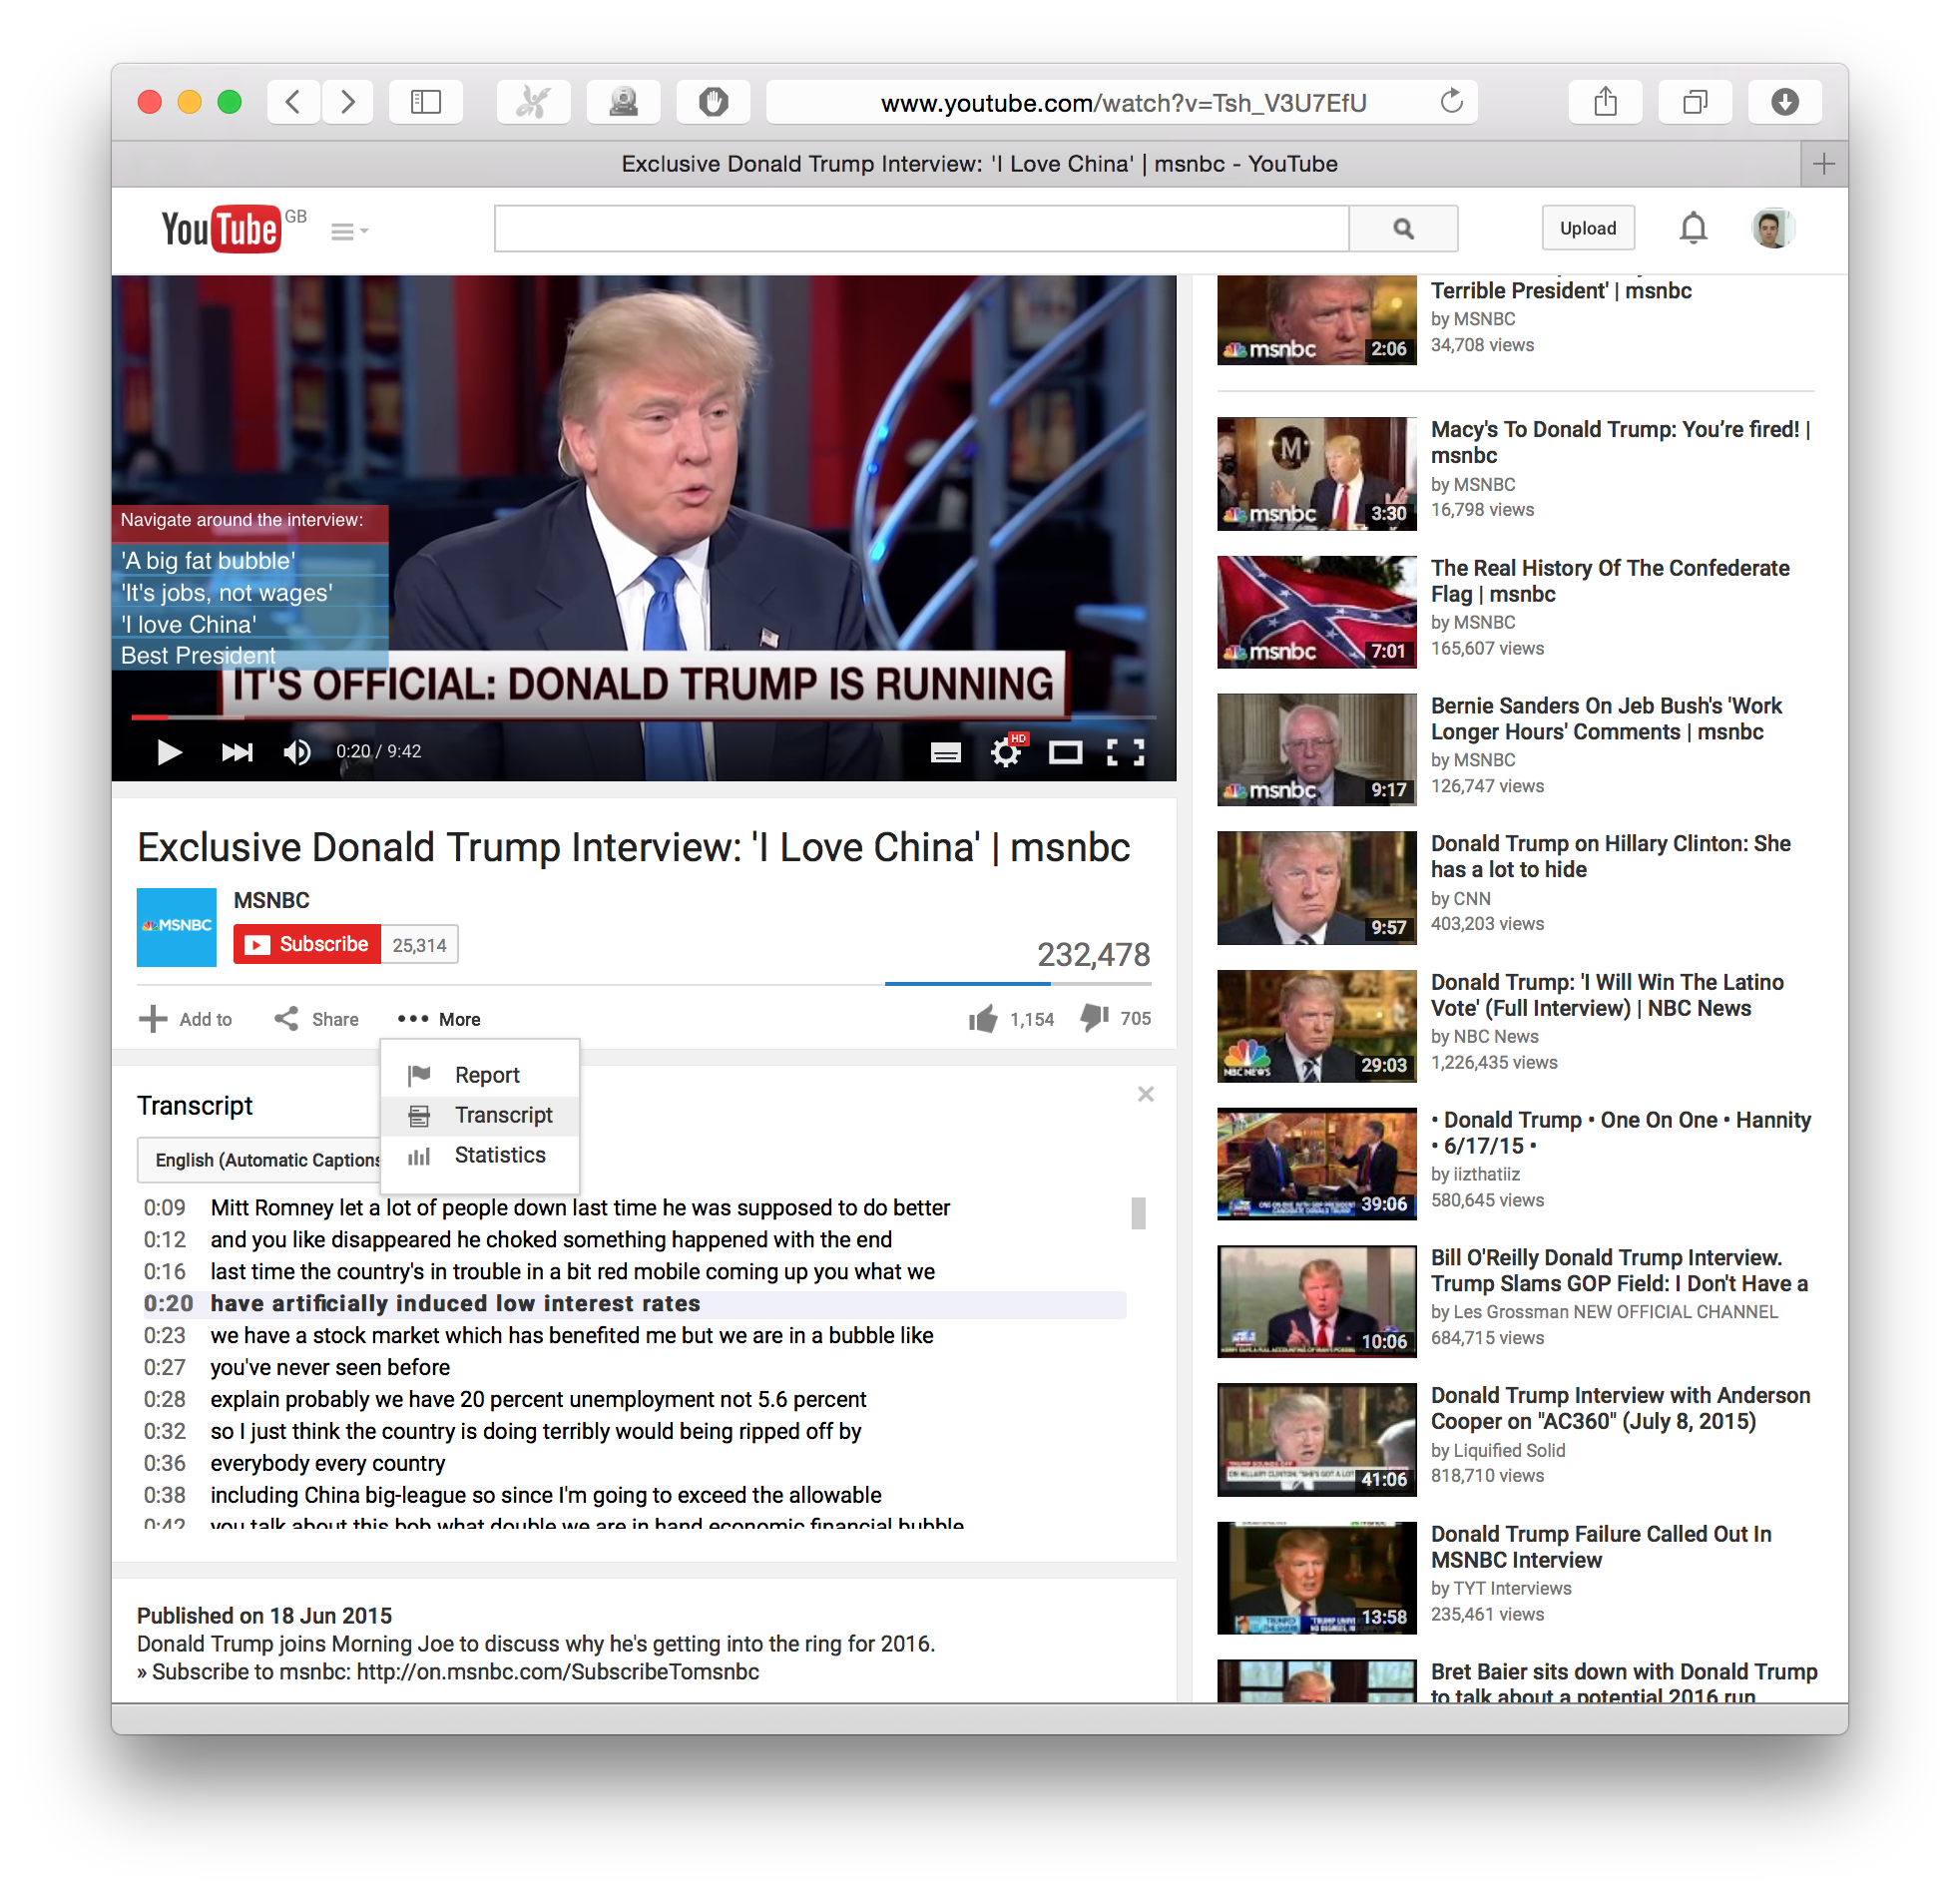 www.youtube.com/watch?v=Tsh_V3U7EfU
Exclusive Donald Trump Interview: 'I Love China' | msnbc - YouTube
YouTube GB
Upload
Navigate around the interview:
'A big fat bubble'
'It's jobs, not wages'
'I love China'
Best President
IT'S OFFICIAL: DONALD TRUMP IS RUNNING
0:20 / 9:42
HD
Exclusive Donald Trump Interview: 'I Love China' | msnbc
MSNBC
MSNBC
Subscribe 25,314
232,478
Add to Share More
1,154 705
Report
Transcript
Statistics
Transcript
English (Automatic Captions
0:09 Mitt Romney let a lot of people down last time he was supposed to do better
0:12 and you like disappeared he choked something happened with the end
0:16 last time the country's in trouble in a bit red mobile coming up you what we
0:20 have artificially induced low interest rates
0:23 we have a stock market which has benefited me but we are in a bubble like
0:27 you've never seen before
0:28 explain probably we have 20 percent unemployment not 5.6 percent
0:32 so I just think the country is doing terribly would being ripped off by
0:36 everybody every country
0:38 including China big-league so since I'm going to exceed the allowable
0:42 you talk about this bob what double we are in hand economic financial bubble
Published on 18 Jun 2015
Donald Trump joins Morning Joe to discuss why he's getting into the ring for 2016.
» Subscribe to msnbc: http://on.msnbc.com/SubscribeTomsnbc
msnbc 2:06
Terrible President' | msnbc
by MSNBC
34,708 views
M
msnbc 3:30
Macy's To Donald Trump: You’re fired! |
msnbc
by MSNBC
16,798 views
msnbc 7:01
The Real History Of The Confederate
Flag | msnbc
by MSNBC
165,607 views
msnbc 9:17
Bernie Sanders On Jeb Bush's 'Work
Longer Hours' Comments | msnbc
by MSNBC
126,747 views
9:57
Donald Trump on Hillary Clinton: She
has a lot to hide
by CNN
403,203 views
NBC NEWS 29:03
Donald Trump: 'I Will Win The Latino
Vote' (Full Interview) | NBC News
by NBC News
1,226,435 views
39:06
• Donald Trump • One On One • Hannity
• 6/17/15 •
by iizthatiiz
580,645 views
10:06
Bill O'Reilly Donald Trump Interview.
Trump Slams GOP Field: I Don't Have a
by Les Grossman NEW OFFICIAL CHANNEL
684,715 views
41:06
Donald Trump Interview with Anderson
Cooper on "AC360" (July 8, 2015)
by Liquified Solid
818,710 views
13:58
Donald Trump Failure Called Out In
MSNBC Interview
by TYT Interviews
235,461 views
Bret Baier sits down with Donald Trump
to talk about a potential 2016 run